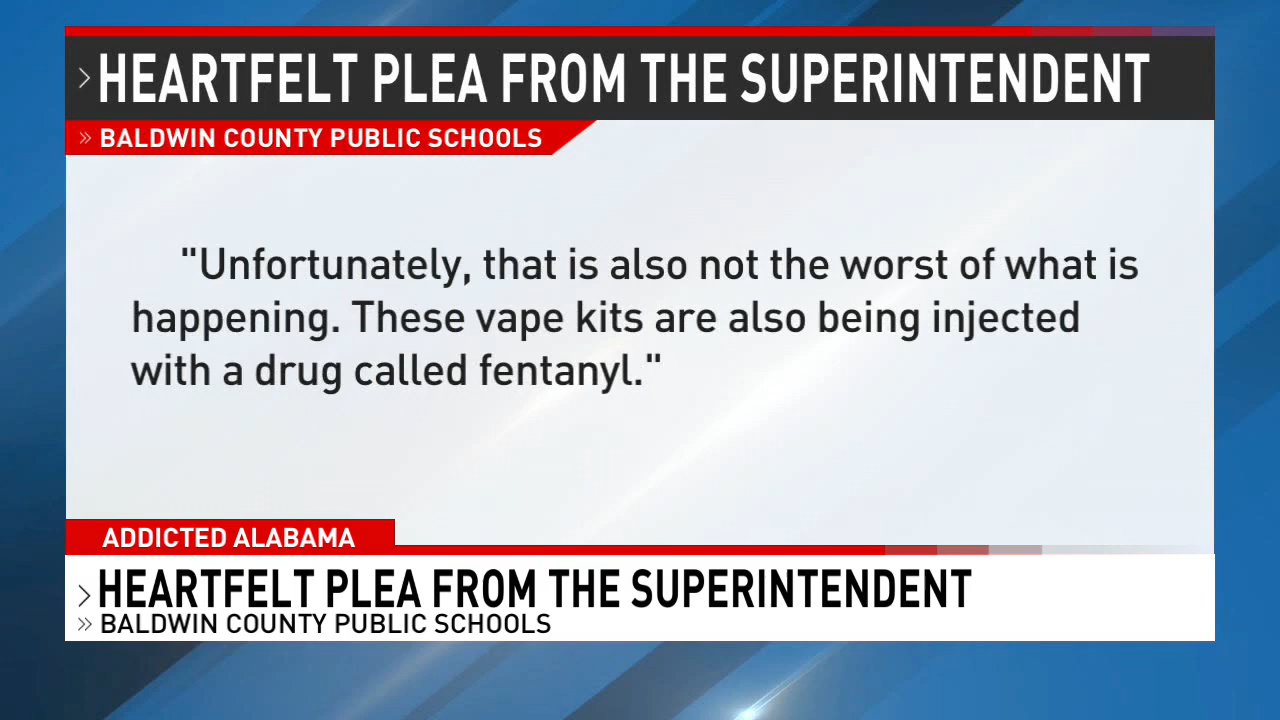 HEARTFELT PLEA FROM THE SUPERINTENDENT
BALDWIN COUNTY PUBLIC SCHOOLS
"Unfortunately, that is also not the worst of what is
happening. These vape kits are also being injected
with a drug called fentanyl."
ADDICTED ALABAMA
HEARTFELT PLEA FROM THE SUPERINTENDENT
BALDWIN COUNTY PUBLIC SCHOOLS